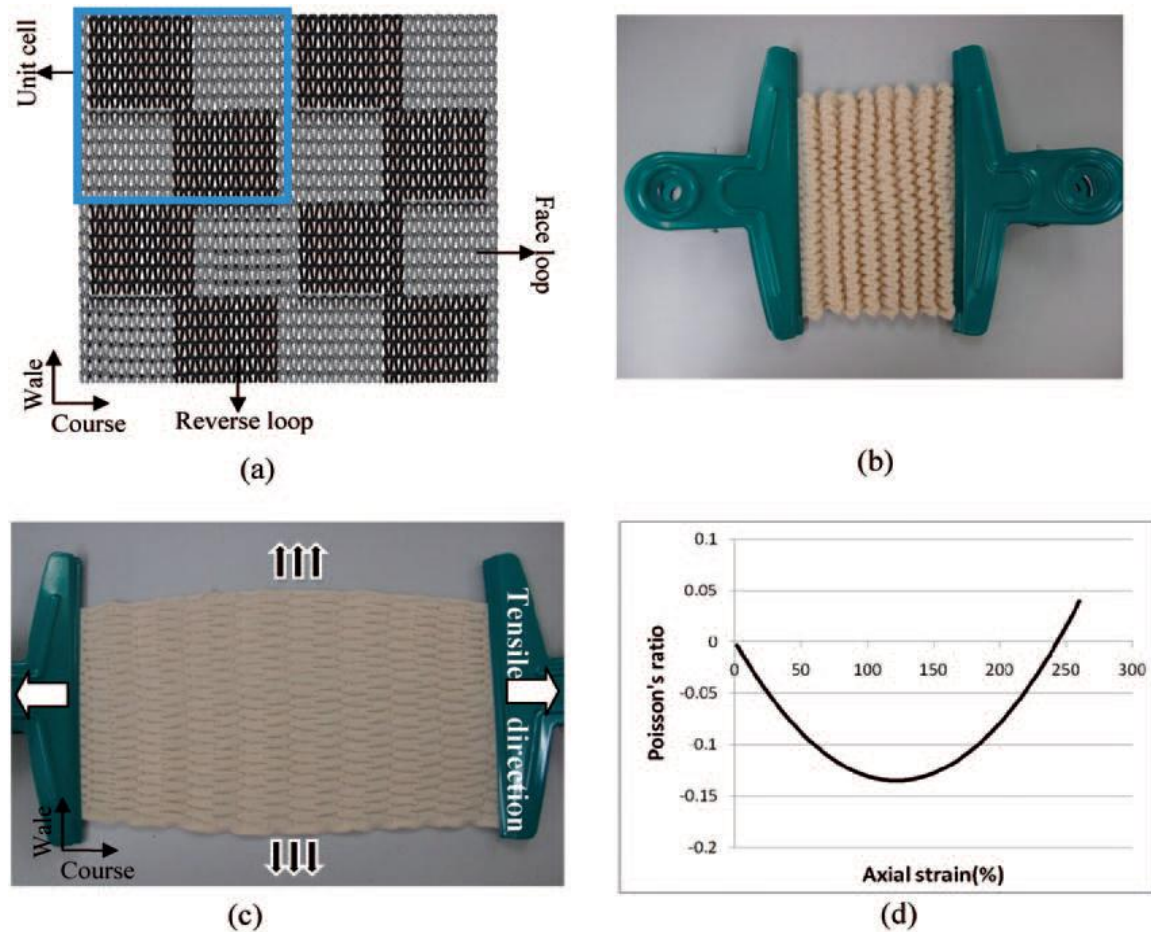 Unit cell
Face loop
Wale
Course
Reverse loop
(a)
(b)
Tensile direction
Wale
Course
(c)
0.1
0.05
0
-0.05
-0.1
-0.15
-0.2
0 50 100 150 200 250 300
Poisson's ratio
Axial strain(%)
(d)